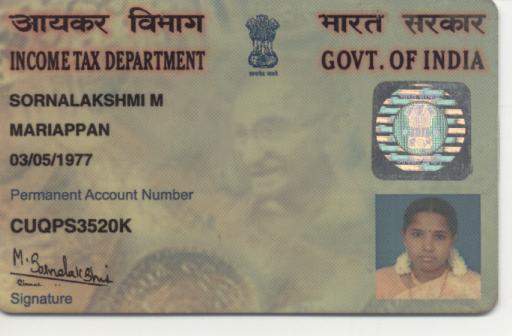 आयकर विभाग
भारत सरकार
INCOME TAX DEPARTMENT
GOVT. OF INDIA
सत्यमेव जयते
SORNALAKSHMI M
MARIAPPAN
03/05/1977
Permanent Account Number
CUQPS3520K
M. Sornalakshmi
Signature